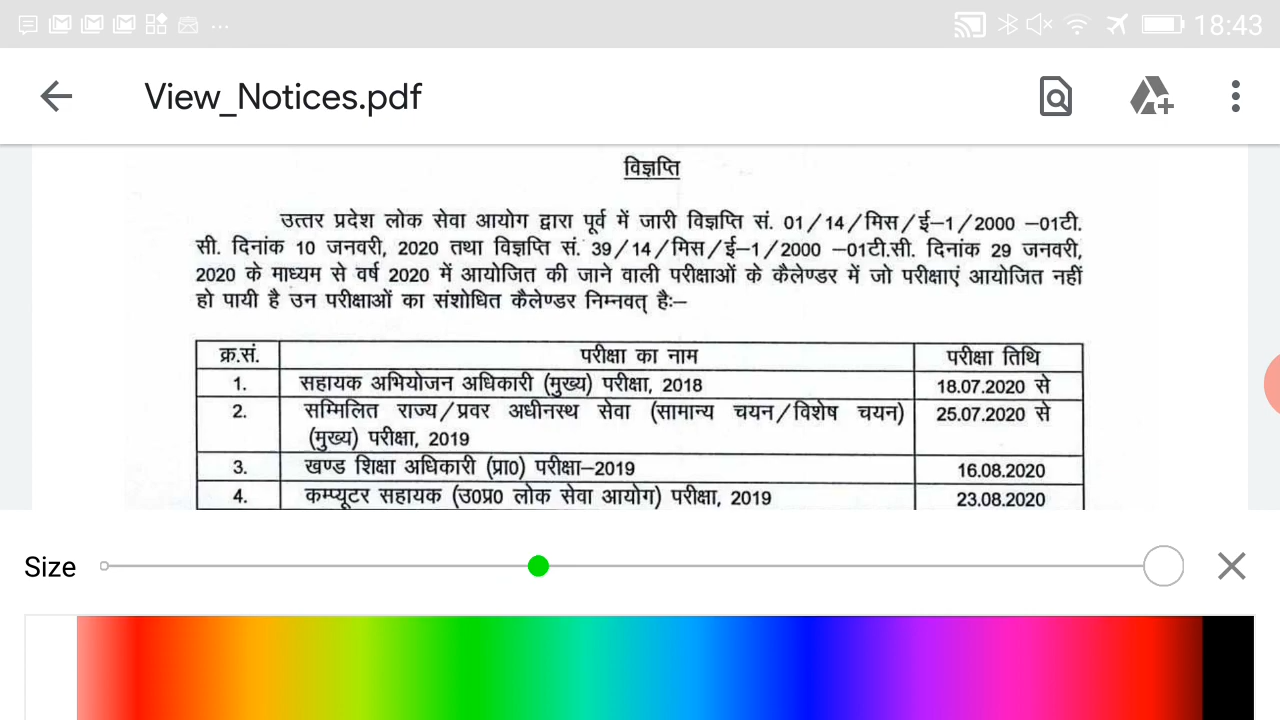 18:43
View_Notices.pdf
विज्ञप्ति
उत्तर प्रदेश लोक सेवा आयोग द्वारा पूर्व में जारी विज्ञप्ति सं. 01/14/मिस/ई–1/2000 –01टी.
सी. दिनांक 10 जनवरी, 2020 तथा विज्ञप्ति सं. 39/14/मिस/ई–1/2000 –01टी.सी. दिनांक 29 जनवरी,
2020 के माध्यम से वर्ष 2020 में आयोजित की जाने वाली परीक्षाओं के कैलेण्डर में जो परीक्षाएं आयोजित नहीं
हो पायी है उन परीक्षाओं का संशोधित कैलेण्डर निम्नवत् है:–
क्र.सं. परीक्षा का नाम परीक्षा तिथि
1. सहायक अभियोजन अधिकारी (मुख्य) परीक्षा, 2018 18.07.2020 से
2. सम्मिलित राज्य/प्रवर अधीनस्थ सेवा (सामान्य चयन/विशेष चयन) 25.07.2020 से
(मुख्य) परीक्षा, 2019
3. खण्ड शिक्षा अधिकारी (प्रा0) परीक्षा–2019 16.08.2020
4. कम्प्यूटर सहायक (उ0प्र0 लोक सेवा आयोग) परीक्षा, 2019 23.08.2020
Size